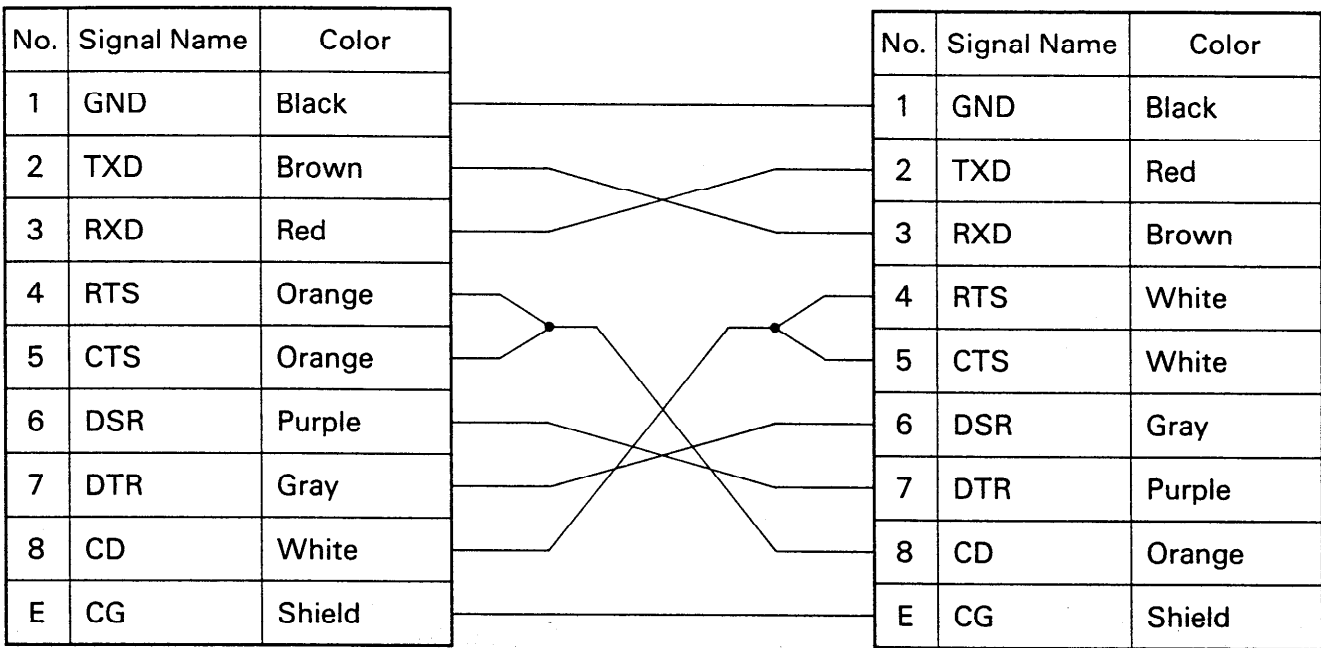 No. Signal Name Color
1 GND Black
2 TXD Brown
3 RXD Red
4 RTS Orange
5 CTS Orange
6 DSR Purple
7 DTR Gray
8 CD White
E CG Shield
No. Signal Name Color
1 GND Black
2 TXD Red
3 RXD Brown
4 RTS White
5 CTS White
6 DSR Gray
7 DTR Purple
8 CD Orange
E CG Shield